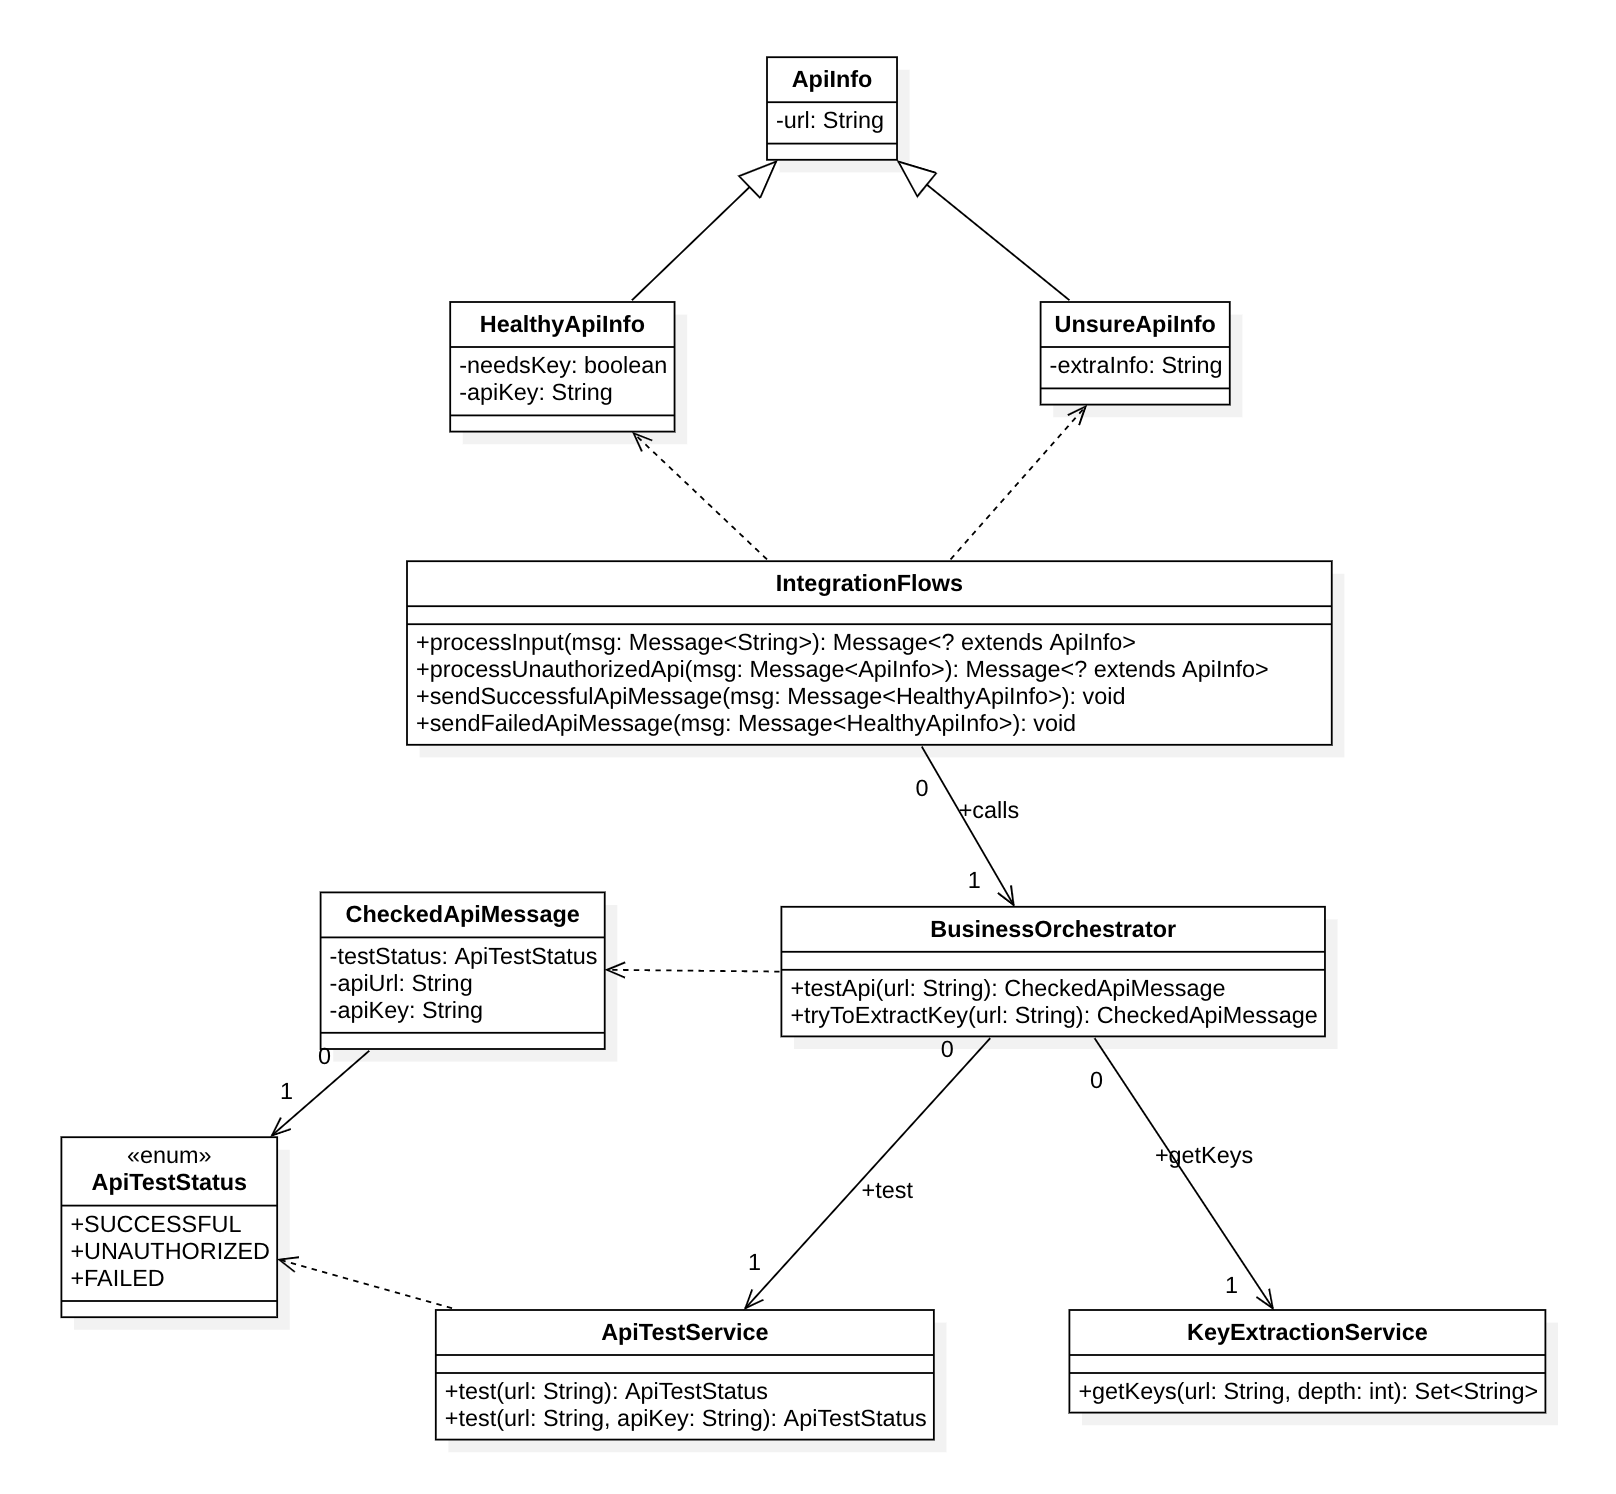 ApiInfo
-url: String
HealthyApiInfo
-needsKey: boolean
-apiKey: String
UnsureApiInfo
-extraInfo: String
IntegrationFlows
+processInput(msg: Message<String>): Message<? extends ApiInfo>
+processUnauthorizedApi(msg: Message<ApiInfo>): Message<? extends ApiInfo>
+sendSuccessfulApiMessage(msg: Message<HealthyApiInfo>): void
+sendFailedApiMessage(msg: Message<HealthyApiInfo>): void
0
+calls
1
CheckedApiMessage
-testStatus: ApiTestStatus
-apiUrl: String
-apiKey: String
BusinessOrchestrator
+testApi(url: String): CheckedApiMessage
+tryToExtractKey(url: String): CheckedApiMessage
0
1
0
0
+getKeys
+test
1
1
«enum»
ApiTestStatus
+SUCCESSFUL
+UNAUTHORIZED
+FAILED
ApiTestService
+test(url: String): ApiTestStatus
+test(url: String, apiKey: String): ApiTestStatus
KeyExtractionService
+getKeys(url: String, depth: int): Set<String>